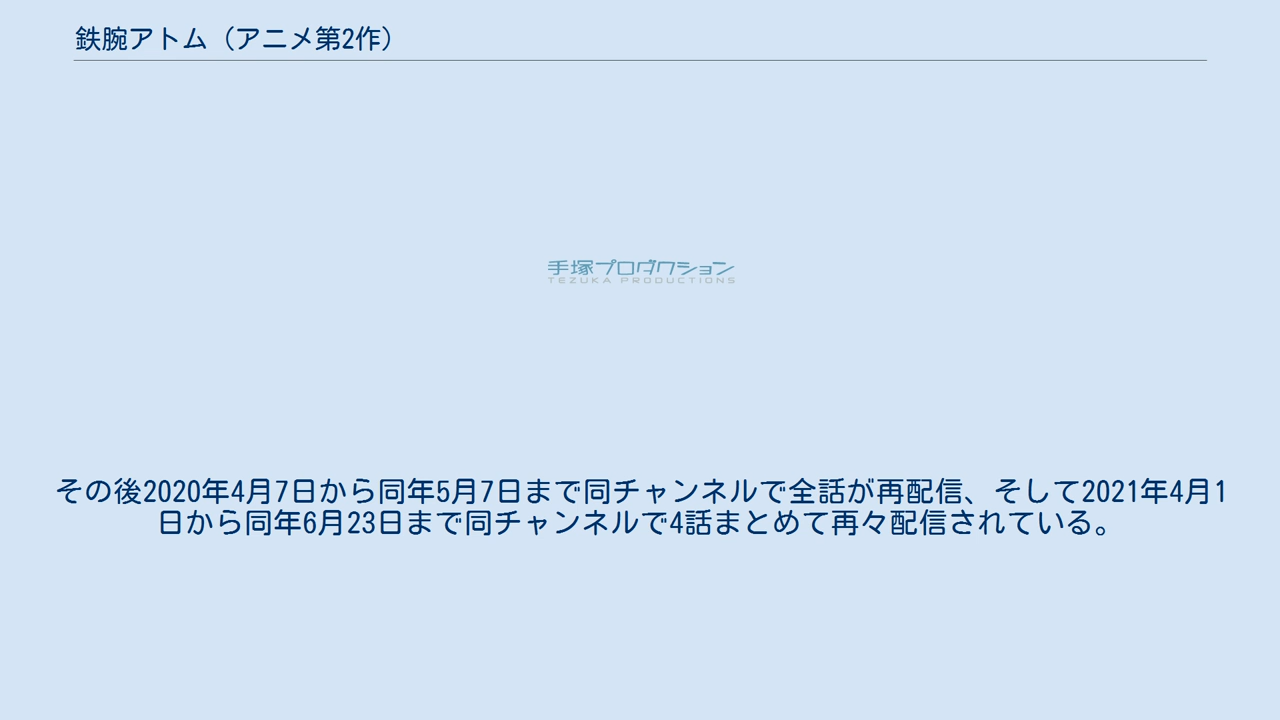 鉄腕アトム（アニメ第2作）
手塚プロダクション
TEZUKA PRODUCTIONS
その後2020年4月7日から同年5月7日まで同チャンネルで全話が再配信、そして2021年4月1
日から同年6月23日まで同チャンネルで4話まとめて再々配信されている。